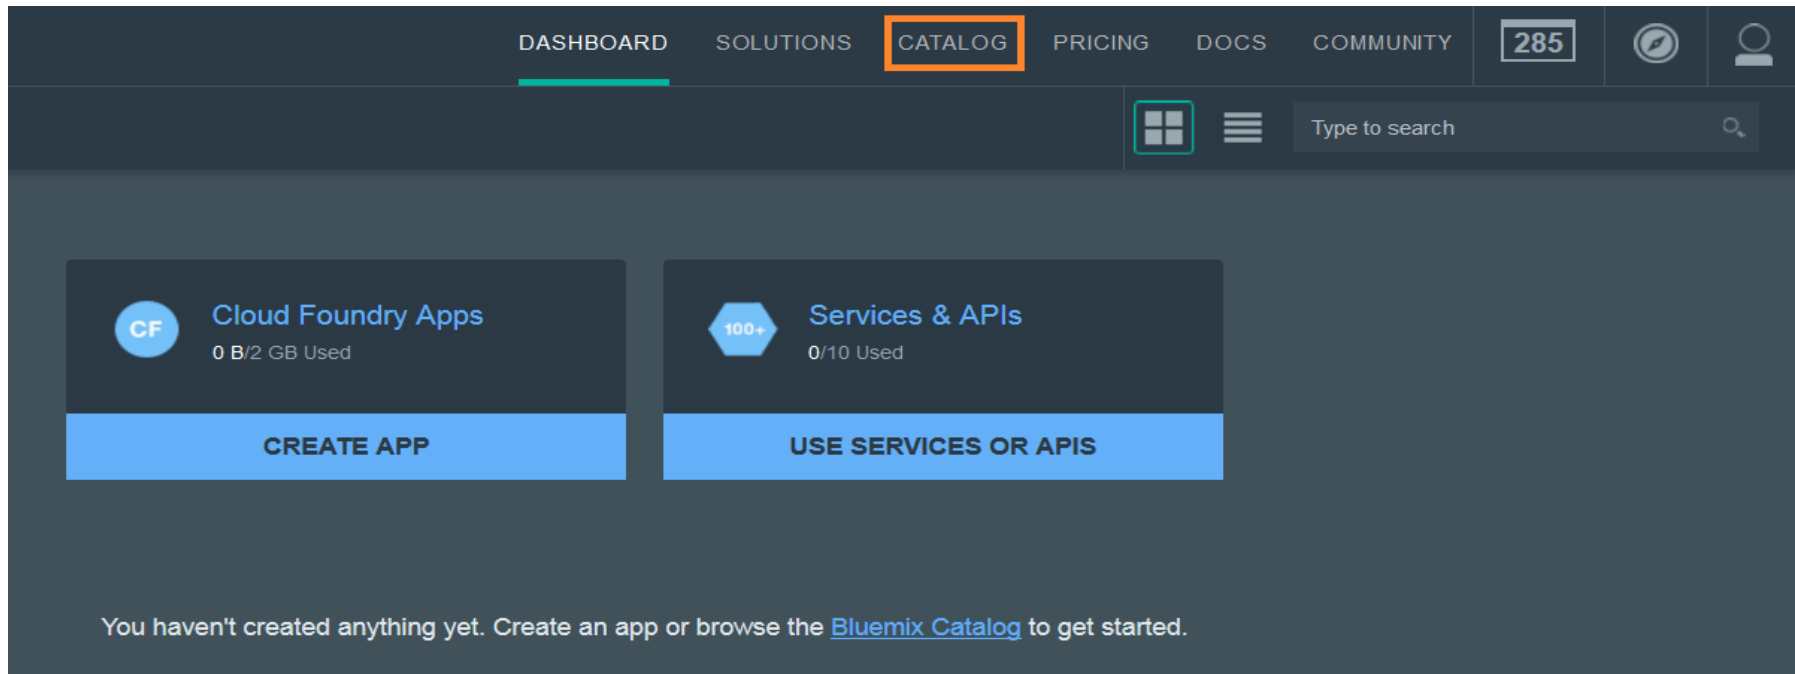 DASHBOARD SOLUTIONS CATALOG PRICING DOCS COMMUNITY 285
Type to search
CF Cloud Foundry Apps
0 B/2 GB Used
CREATE APP
100+ Services & APIs
0/10 Used
USE SERVICES OR APIS
You haven't created anything yet. Create an app or browse the Bluemix Catalog to get started.